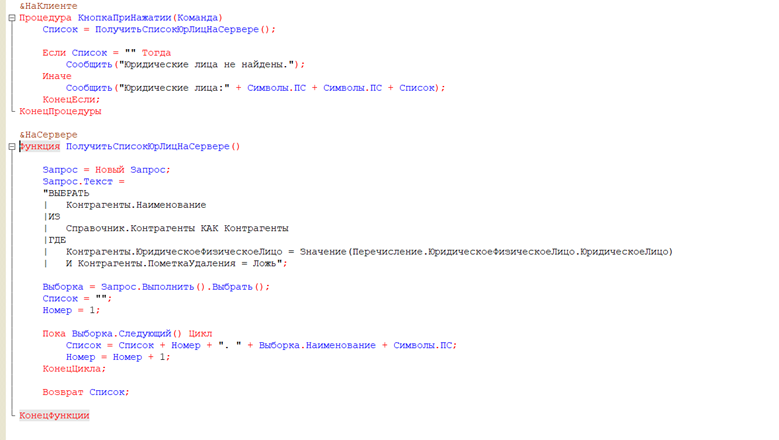 &НаКлиенте
Процедура КнопкаПриНажатии(Команда)
Список = ПолучитьСписокЮрЛицНаСервере();
Если Список = "" Тогда
Сообщить("Юридические лица не найдены.");
Иначе
Сообщить("Юридические лица:" + Символы.ПС + Символы.ПС + Список);
КонецЕсли;
КонецПроцедуры
&НаСервере
Функция ПолучитьСписокЮрЛицНаСервере()
Запрос = Новый Запрос;
Запрос.Текст =
"ВЫБРАТЬ
| Контрагенты.Наименование
|ИЗ
| Справочник.Контрагенты КАК Контрагенты
|ГДЕ
| Контрагенты.ЮридическоеФизическоеЛицо = Значение(Перечисление.ЮридическоеФизическоеЛицо.ЮридическоеЛицо)
| И Контрагенты.ПометкаУдаления = Ложь";
Выборка = Запрос.Выполнить().Выбрать();
Список = "";
Номер = 1;
Пока Выборка.Следующий() Цикл
Список = Список + Номер + ". " + Выборка.Наименование + Символы.ПС;
Номер = Номер + 1;
КонецЦикла;
Возврат Список;
КонецФункции